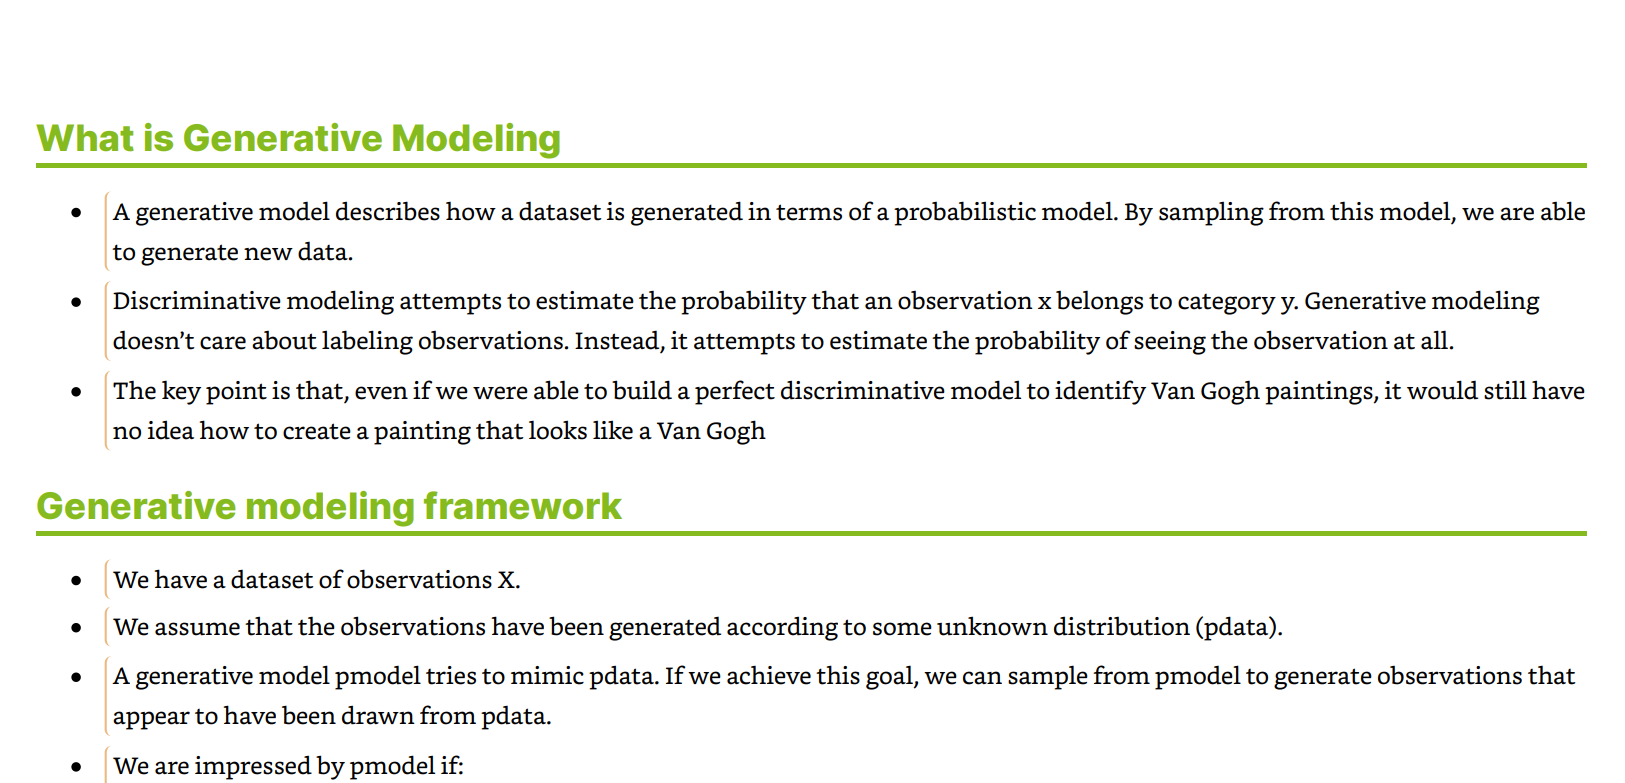 What is Generative Modeling
A generative model describes how a dataset is generated in terms of a probabilistic model. By sampling from this model, we are able
to generate new data.
Discriminative modeling attempts to estimate the probability that an observation x belongs to category y. Generative modeling
doesn’t care about labeling observations. Instead, it attempts to estimate the probability of seeing the observation at all.
The key point is that, even if we were able to build a perfect discriminative model to identify Van Gogh paintings, it would still have
no idea how to create a painting that looks like a Van Gogh
Generative modeling framework
We have a dataset of observations X.
We assume that the observations have been generated according to some unknown distribution (pdata).
A generative model pmodel tries to mimic pdata. If we achieve this goal, we can sample from pmodel to generate observations that
appear to have been drawn from pdata.
We are impressed by pmodel if: